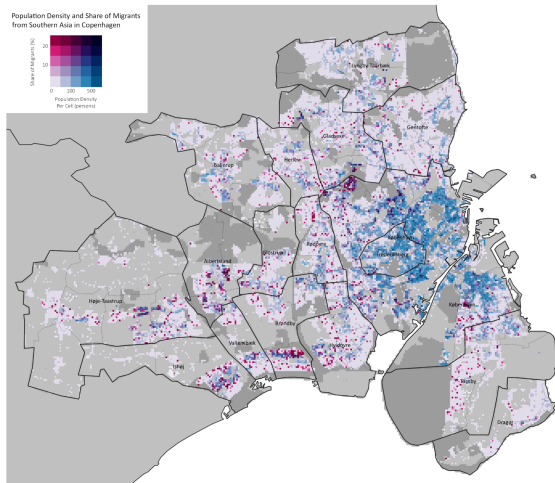 Population Density and Share of Migrants
from Southern Asia in Copenhagen
Share of Migrants [%]
20
10
0
0 100 500
Population Density
Per Cell (persons)
Lyngby-Taarbæk
Gladsaxe
Gentofte
Ballerup
Herlev
Rødovre
Glostrup
Albertslund
Frederiksberg
Høje-Taastrup
København
Brøndby
Vallensbæk
Hvidovre
Ishøj
Tårnby
Dragør